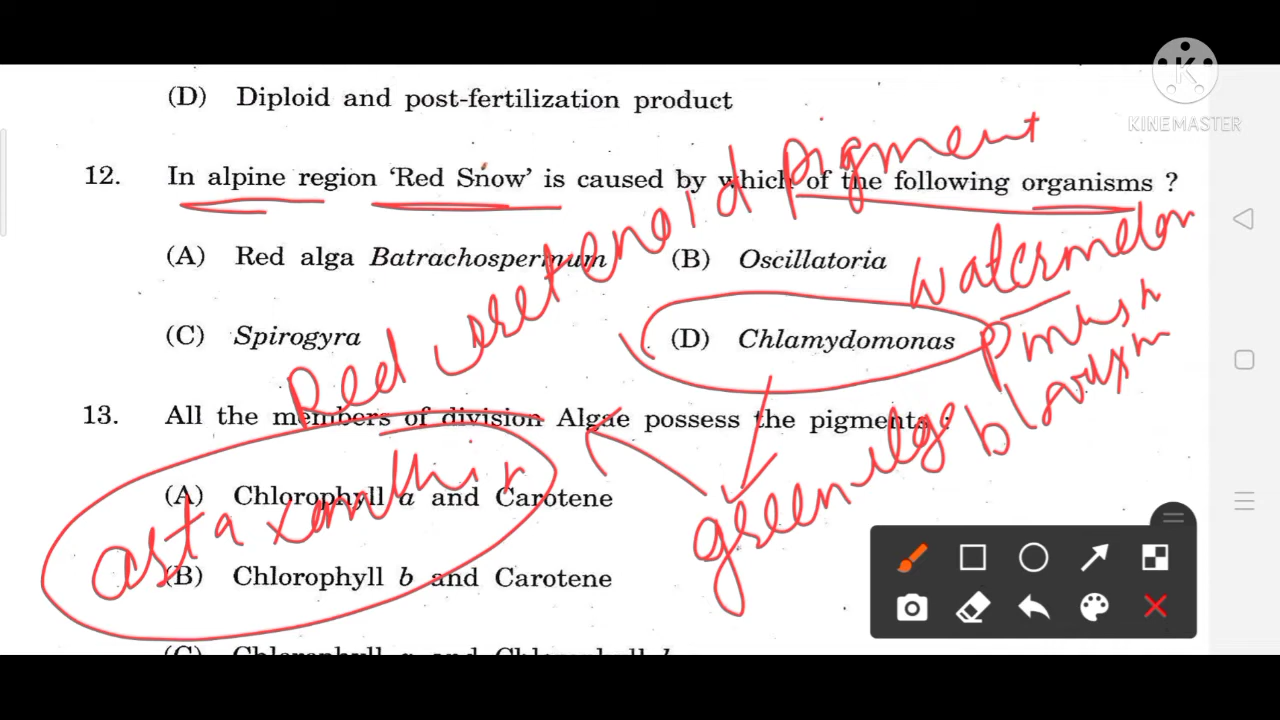 (D) Diploid and post-fertilization product
KINEMASTER
12. In alpine region 'Red Snow' is caused by which of the following organisms ?
Red pigment
(A) Red alga Batrachospermum (B) Oscillatoria
watermelon
(C) Spirogyra (D) Chlamydomonas
13. All the members of division Algae possess the pigments :
(A) Chlorophyll a and Carotene
astaxanthin
green
(B) Chlorophyll b and Carotene